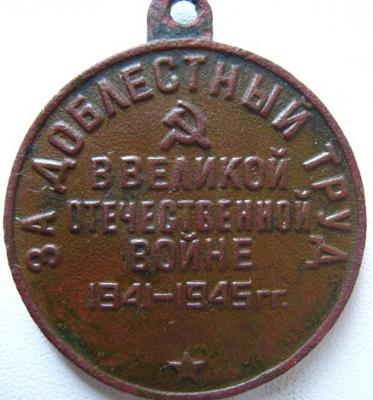 ЗА ДОБЛЕСТНЫЙ ТРУД
В ВЕЛИКОЙ
ОТЕЧЕСТВЕННОЙ
ВОЙНЕ
1941-1945 гг.